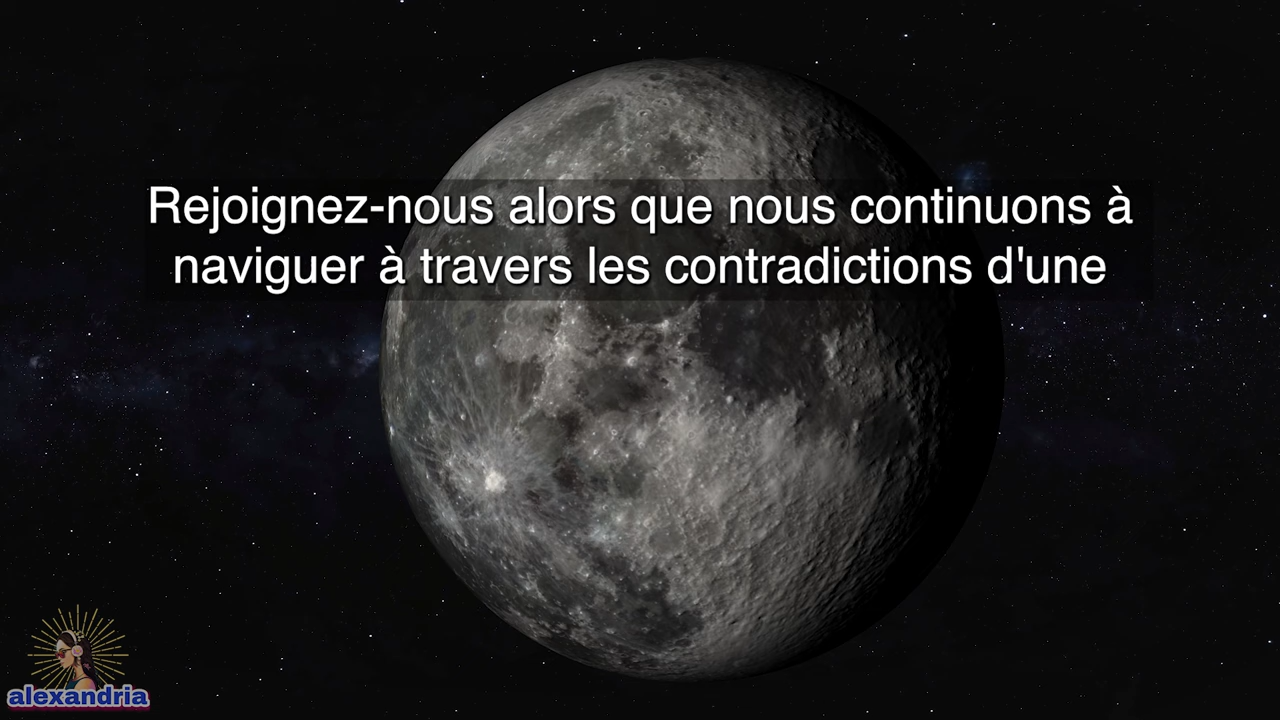 Rejoignez-nous alors que nous continuons à
naviguer à travers les contradictions d'une
alexandria